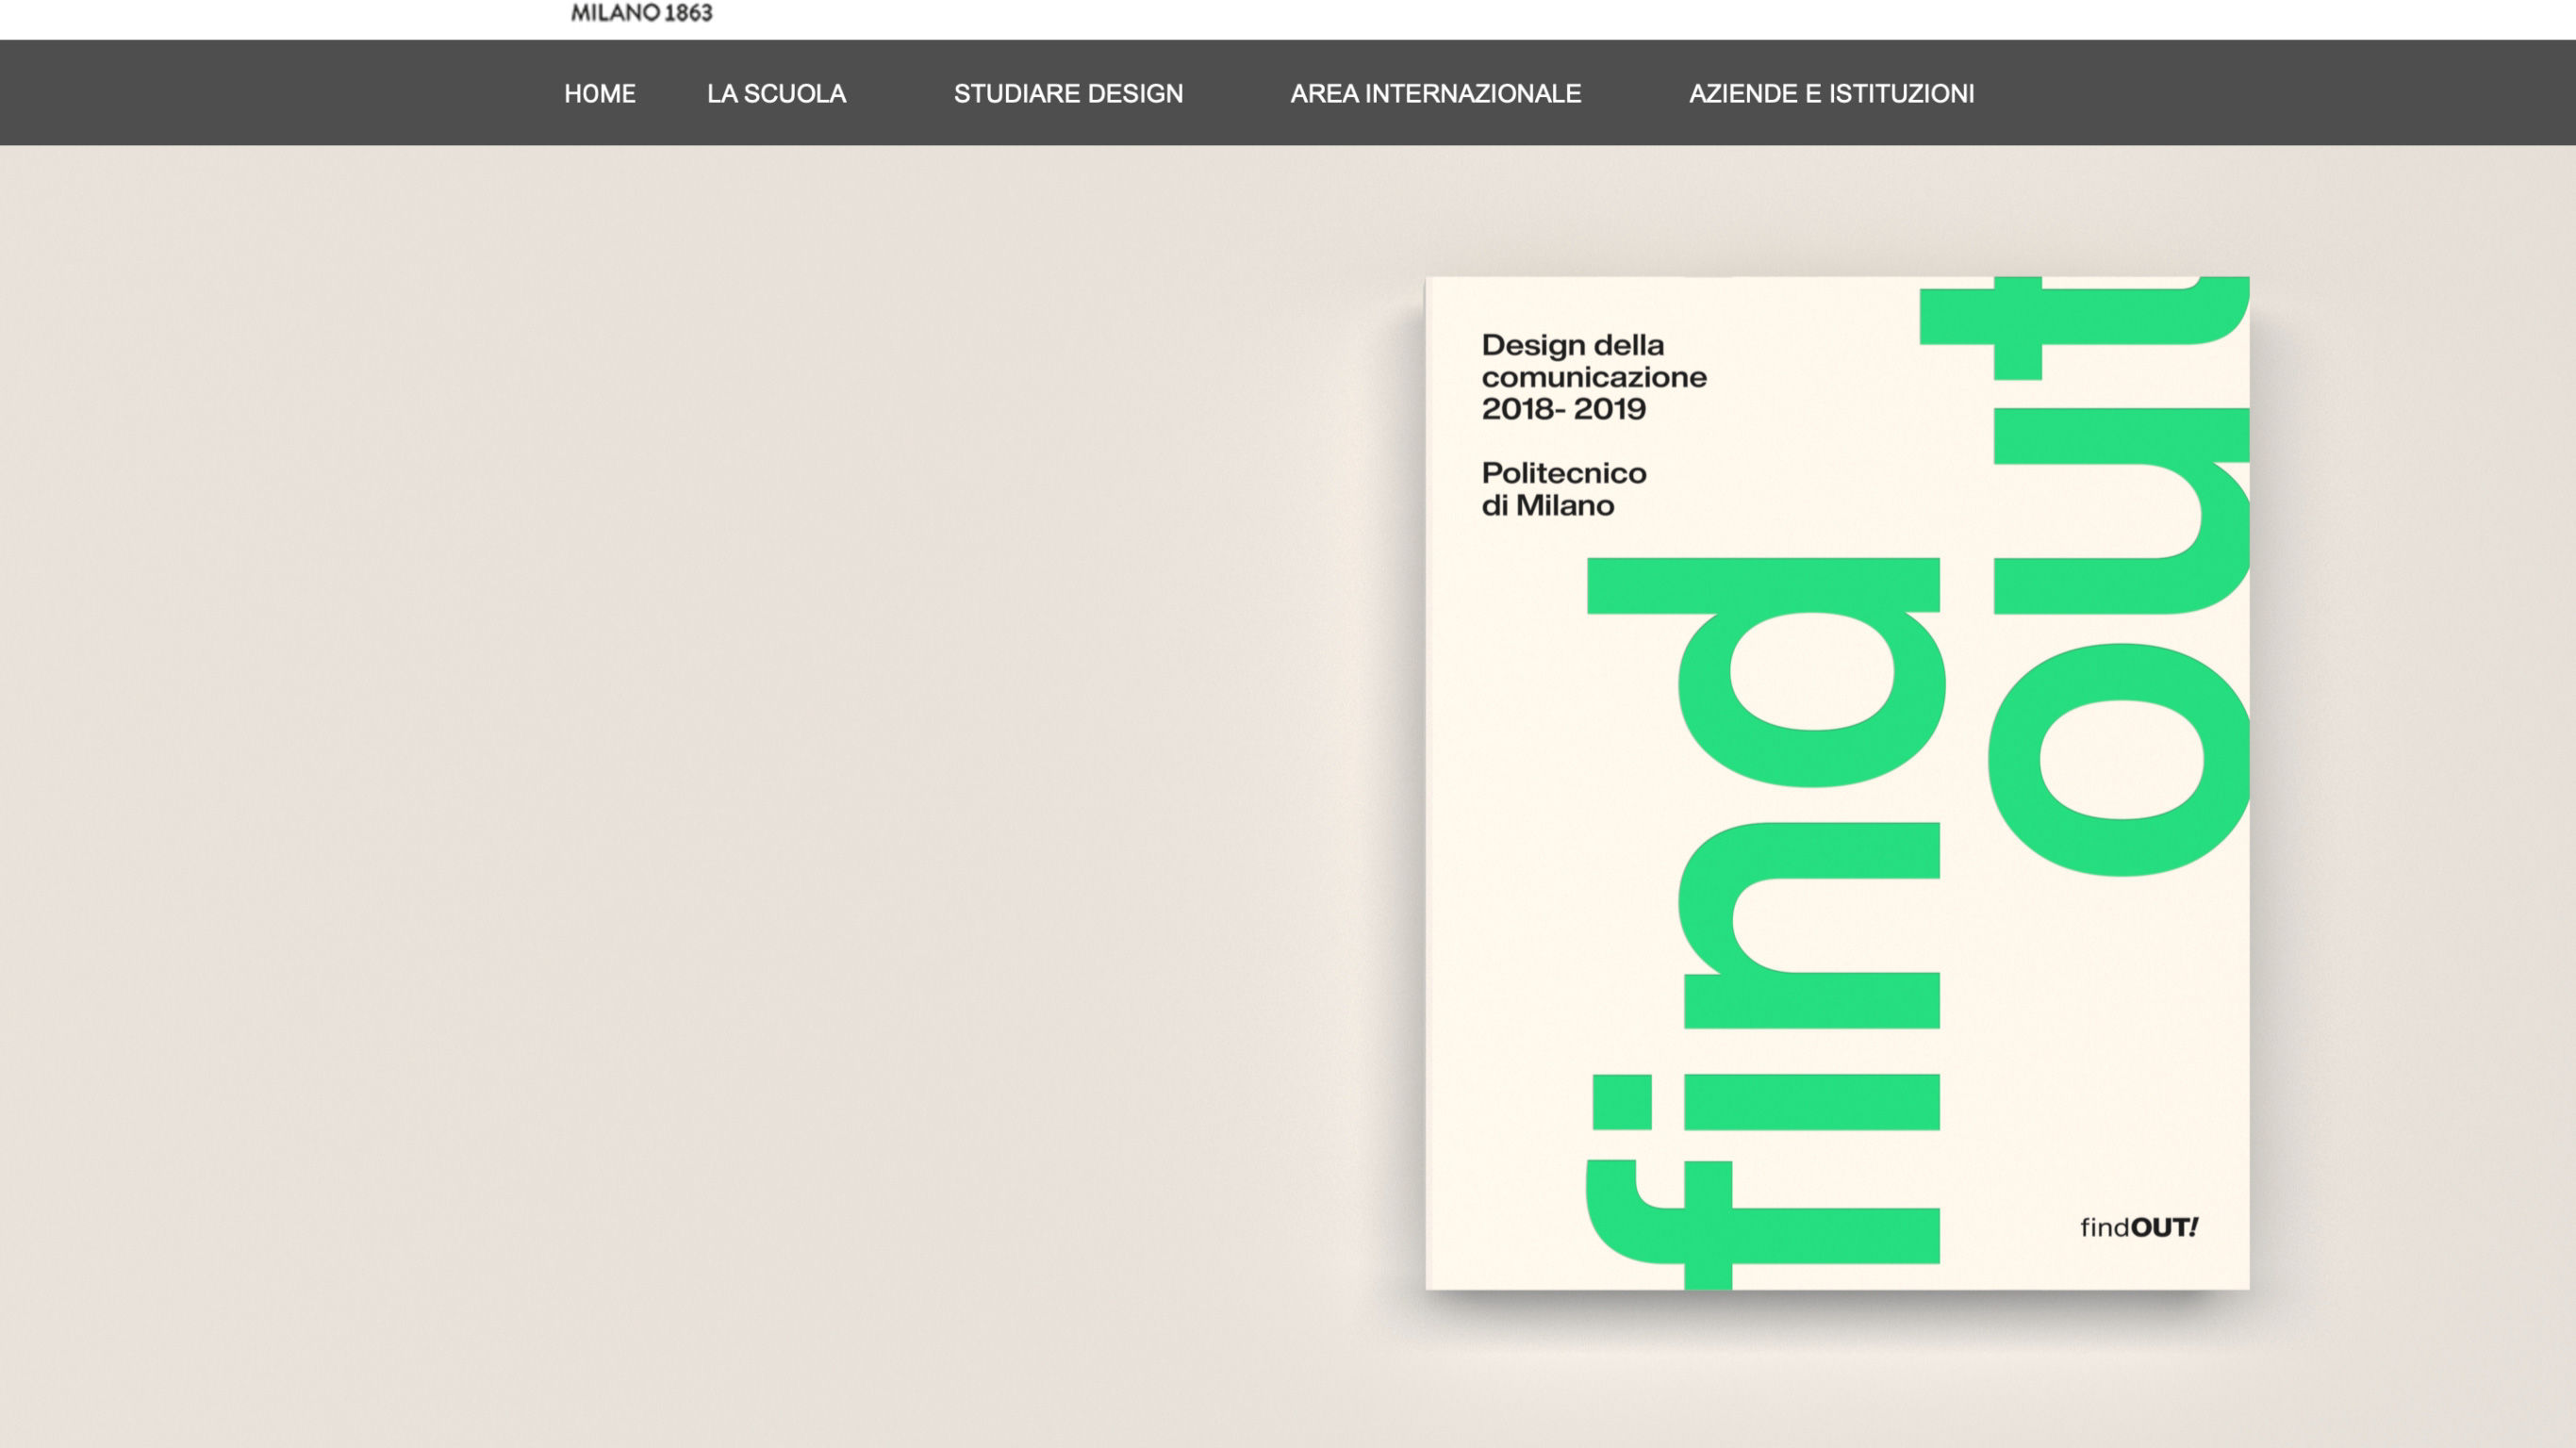 MILANO 1863
HOME
LA SCUOLA
STUDIARE DESIGN
AREA INTERNAZIONALE
AZIENDE E ISTITUZIONI
Design della
comunicazione
2018- 2019
Politecnico
di Milano
find
out
findOUT!